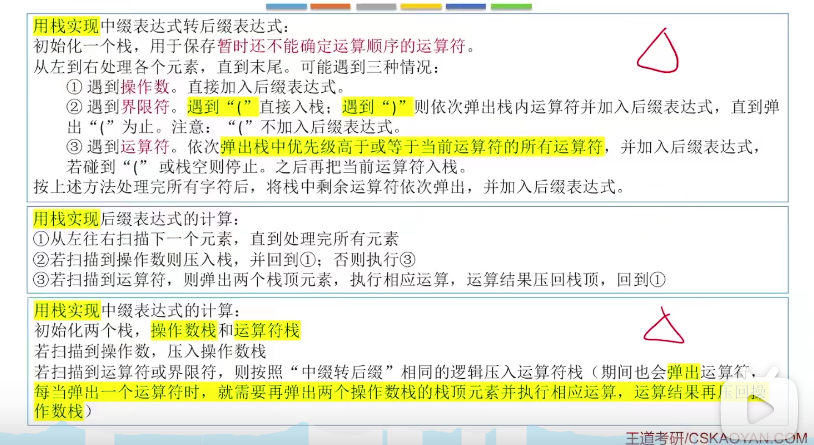 用栈实现中缀表达式转后缀表达式：
初始化一个栈，用于保存暂时还不能确定运算顺序的运算符。
从左到右处理各个元素，直到末尾。可能遇到三种情况：
① 遇到操作数。直接加入后缀表达式。
② 遇到界限符。遇到“(”直接入栈；遇到“)”则依次弹出栈内运算符并加入后缀表达式，直到弹
出“(”为止。注意：“(”不加入后缀表达式。
③ 遇到运算符。依次弹出栈中优先级高于或等于当前运算符的所有运算符，并加入后缀表达式，
若碰到“(” 或栈空则停止。之后再把当前运算符入栈。
按上述方法处理完所有字符后，将栈中剩余运算符依次弹出，并加入后缀表达式。
用栈实现后缀表达式的计算：
①从左往右扫描下一个元素，直到处理完所有元素
②若扫描到操作数则压入栈，并回到①；否则执行③
③若扫描到运算符，则弹出两个栈顶元素，执行相应运算，运算结果压回栈顶，回到①
用栈实现中缀表达式的计算：
初始化两个栈，操作数栈和运算符栈
若扫描到操作数，压入操作数栈
若扫描到运算符或界限符，则按照“中缀转后缀”相同的逻辑压入运算符栈（期间也会弹出运算符，
每当弹出一个运算符时，就需要再弹出两个操作数栈的栈顶元素并执行相应运算，运算结果再压回操
作数栈）
王道考研/CSKAOYAN.COM